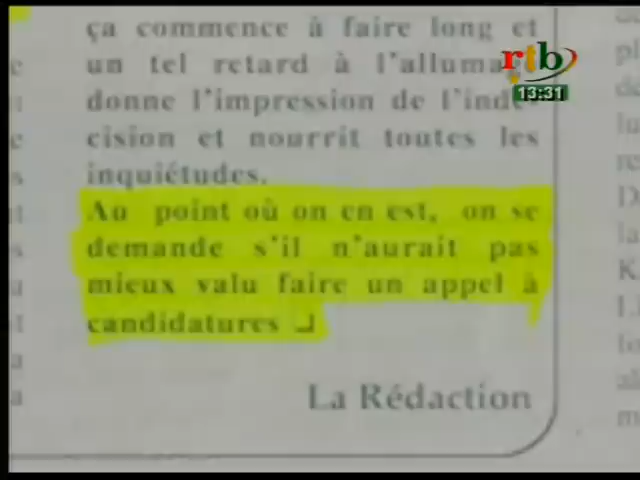 ça commence à faire long et
un tel retard à l'allumage
rtb
donne l'impression de l'indé-
13:31
cision et nourrit toutes les
inquiétudes.
Au point où on en est, on se
demande s'il n'aurait pas
mieux valu faire un appel à
candidatures ❏
La Rédaction